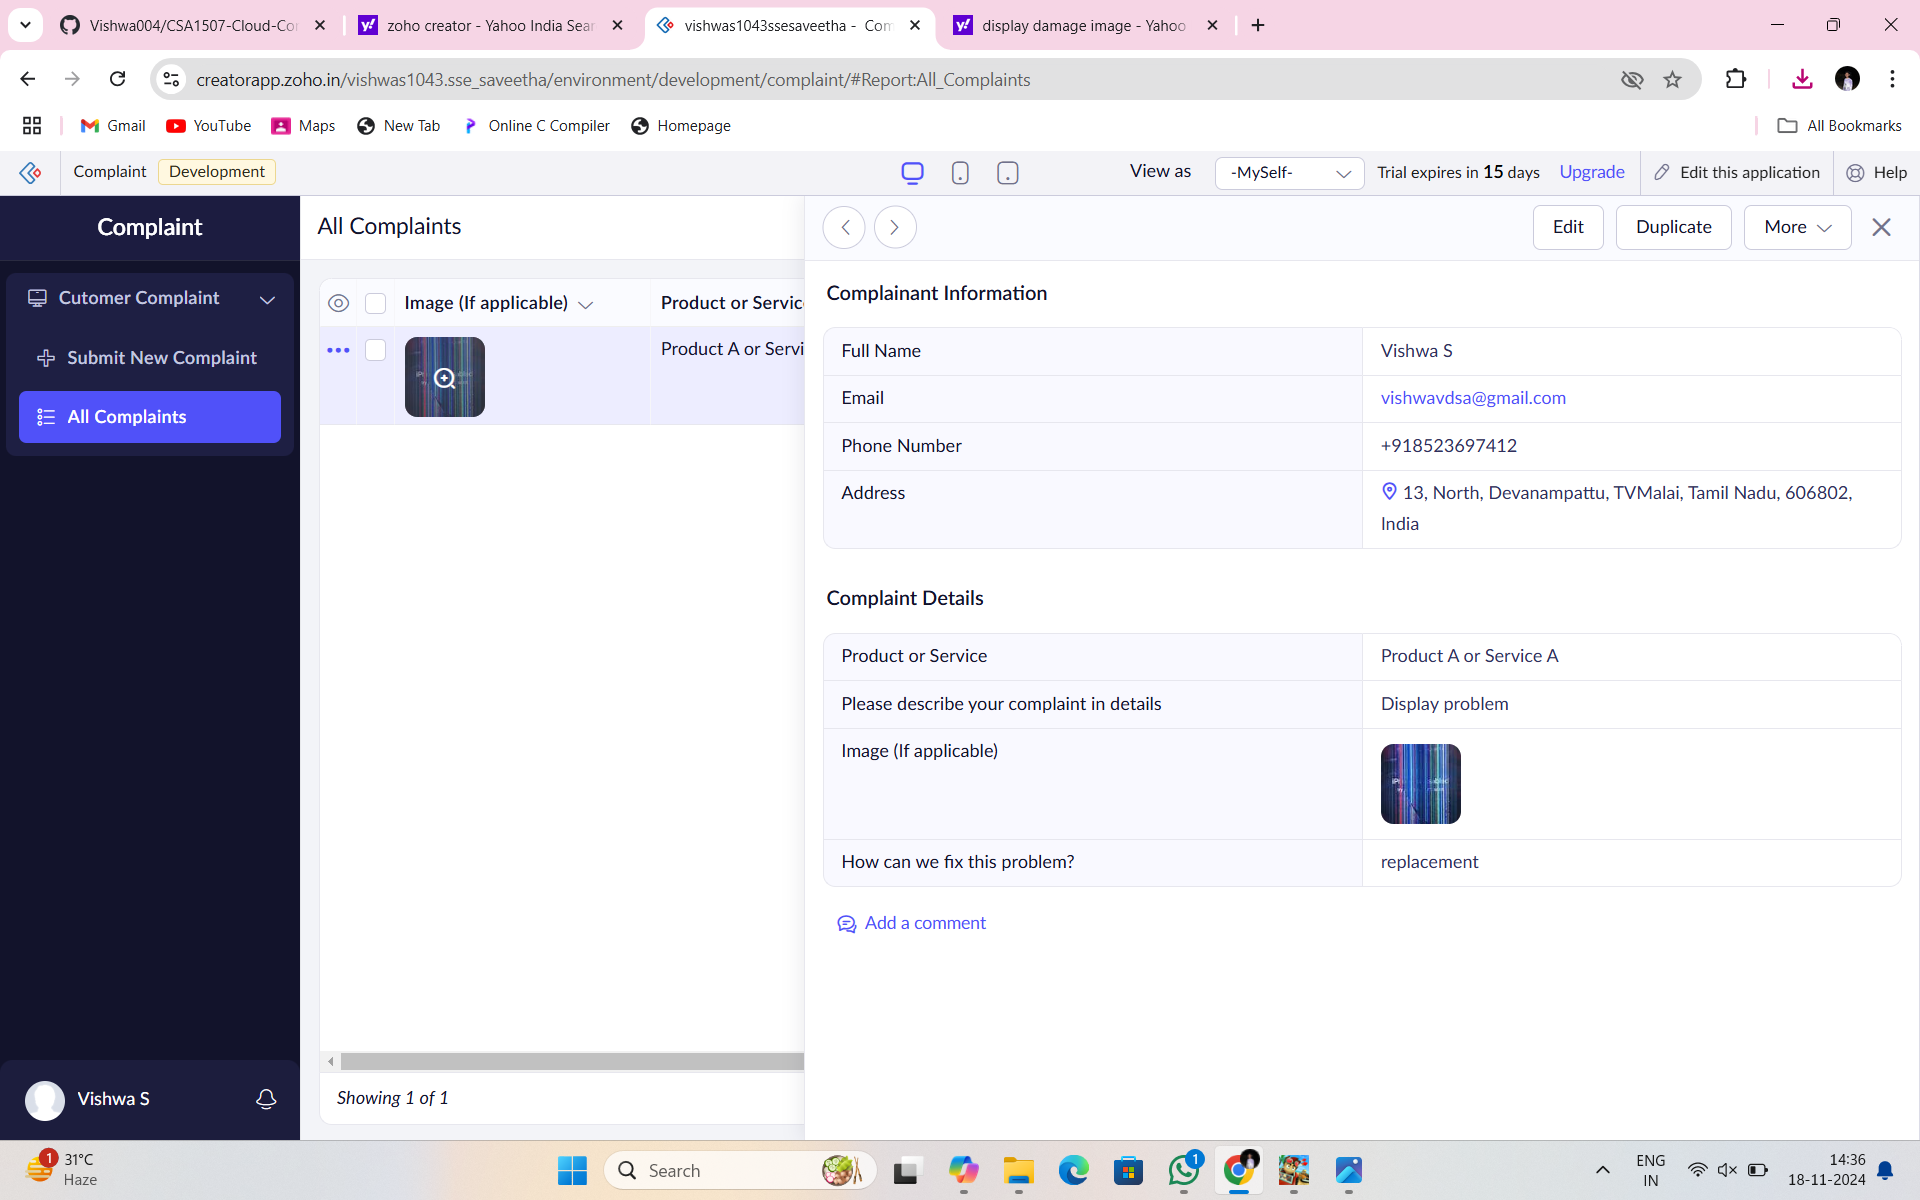 Vishwa004/CSA1507-Cloud-Co
zoho creator - Yahoo India Sear
vishwas1043ssesaveetha - Com
display damage image - Yahoo
creatorapp.zoho.in/vishwas1043.sse_saveetha/environment/development/complaint/#Report:All_Complaints
Gmail
YouTube
Maps
New Tab
Online C Compiler
Homepage
All Bookmarks
Complaint
Development
View as
-MySelf-
Trial expires in 15 days
Upgrade
Edit this application
Help
Complaint
Cutomer Complaint
Submit New Complaint
All Complaints
Vishwa S
All Complaints
Image (If applicable)
Product or Servic
Product A or Servi
Showing 1 of 1
Edit
Duplicate
More
Complainant Information
Full Name
Vishwa S
Email
vishwavdsa@gmail.com
Phone Number
+918523697412
Address
13, North, Devanampattu, TVMalai, Tamil Nadu, 606802,
India
Complaint Details
Product or Service
Product A or Service A
Please describe your complaint in details
Display problem
Image (If applicable)
How can we fix this problem?
replacement
Add a comment
1
31°C
Haze
Search
1
ENG
IN
14:36
18-11-2024